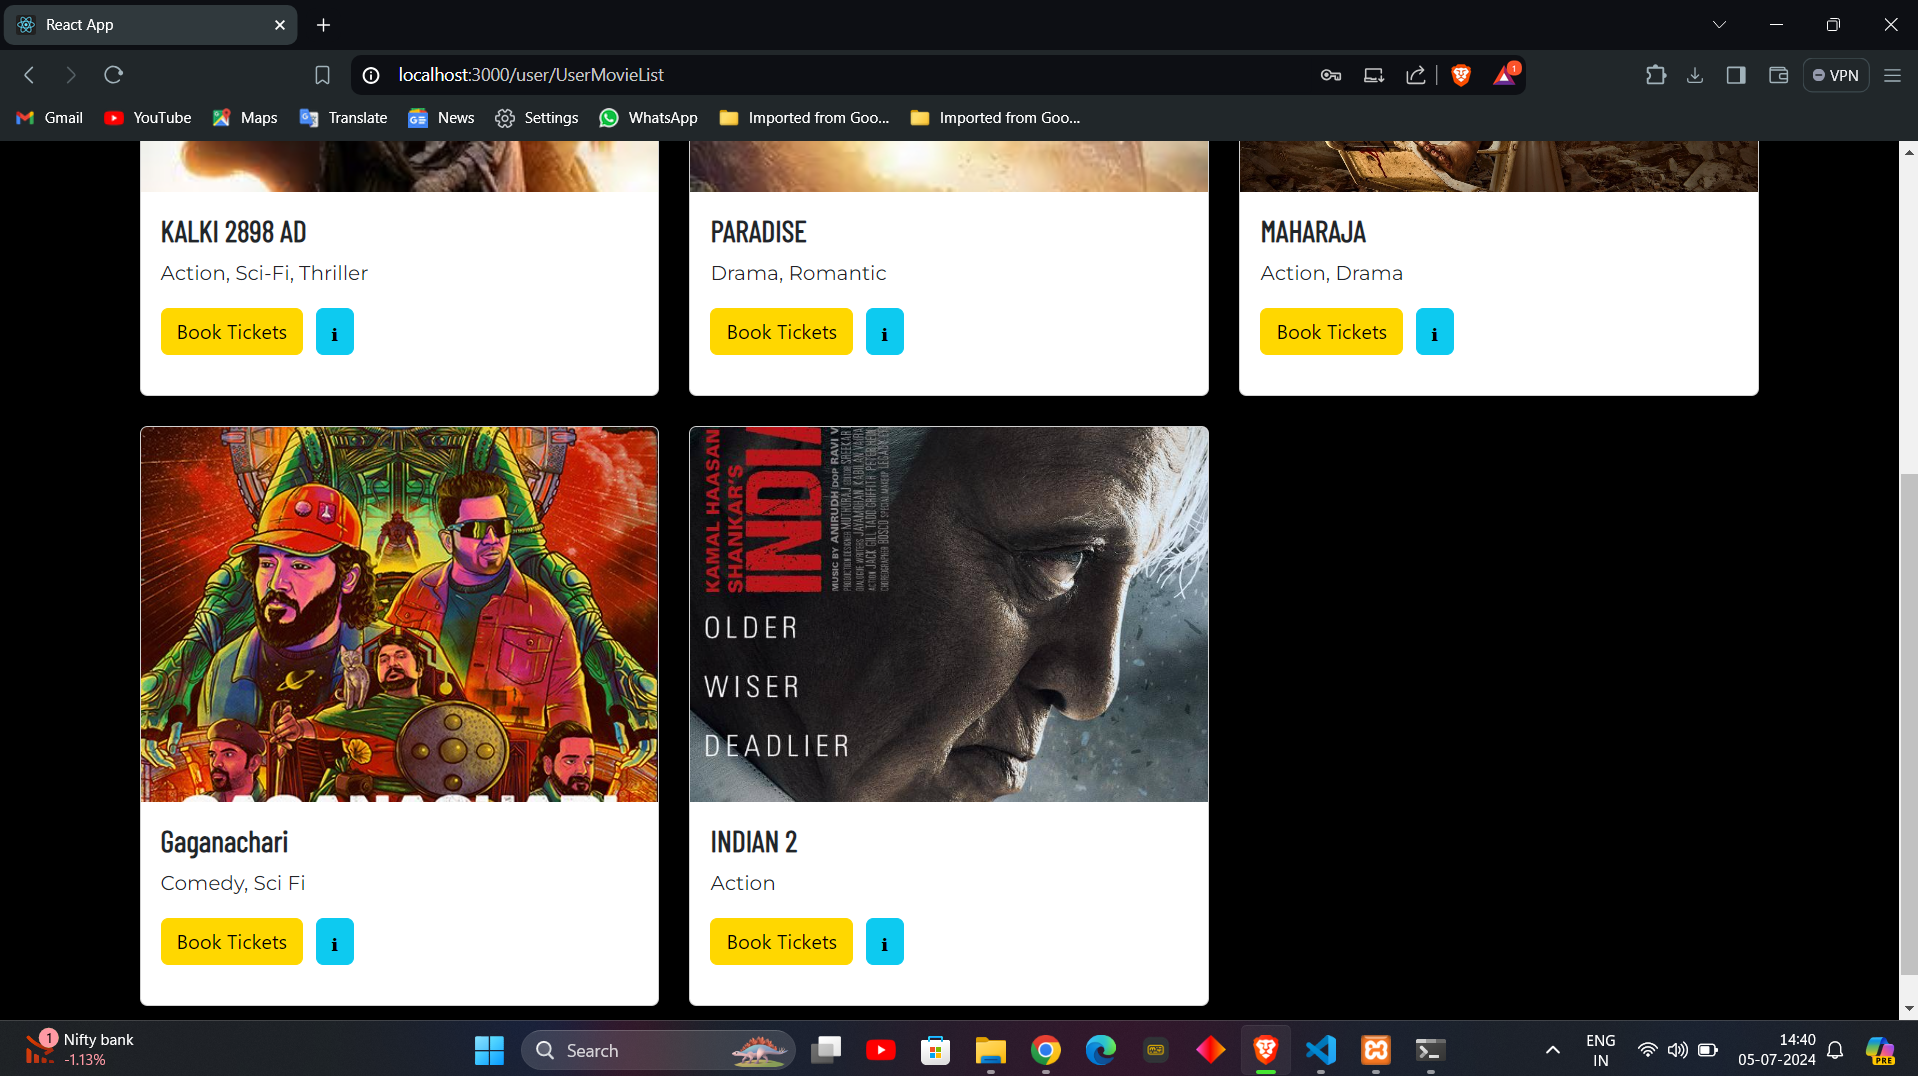 React App
localhost:3000/user/UserMovieList
1
VPN
Gmail
YouTube
Maps
Translate
News
Settings
WhatsApp
Imported from Goo...
Imported from Goo...
KALKI 2898 AD
PARADISE
MAHARAJA
Action, Sci-Fi, Thriller
Drama, Romantic
Action, Drama
Book Tickets
i
Book Tickets
i
Book Tickets
i
KAMAL HAASAN
SHANKAR'S
MUSIC BY ANIRUDH DOP RAVI V
OLDER
WISER
DEADLIER
Gaganachari
INDIAN 2
Comedy, Sci Fi
Action
Book Tickets
i
Book Tickets
i
1
Nifty bank
-1.13%
Search
ENG
IN
14:40
05-07-2024
PRE